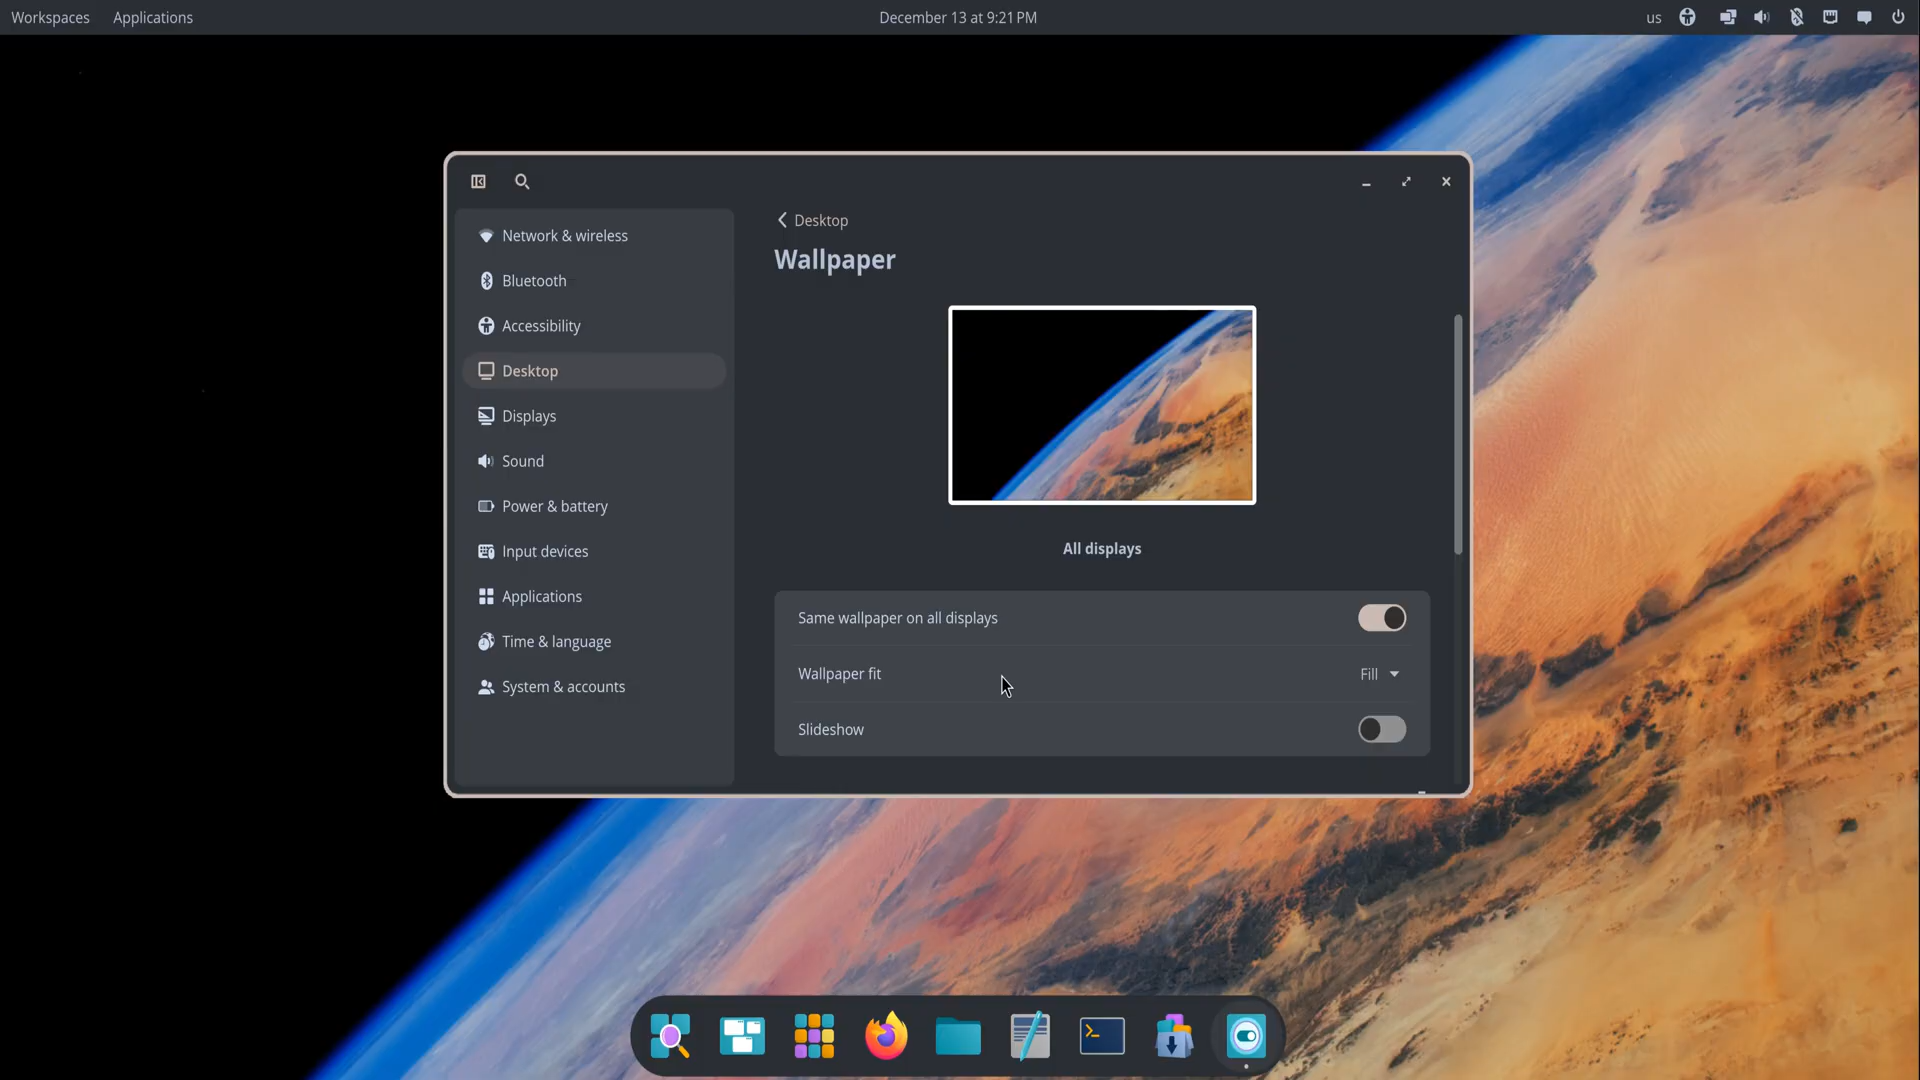 Workspaces Applications December 13 at 9:21 PM us
Desktop
Wallpaper
Network & wireless
Bluetooth
Accessibility
Desktop
Displays
Sound
Power & battery
Input devices
Applications
Time & language
System & accounts
All displays
Same wallpaper on all displays
Wallpaper fit Fill
Slideshow